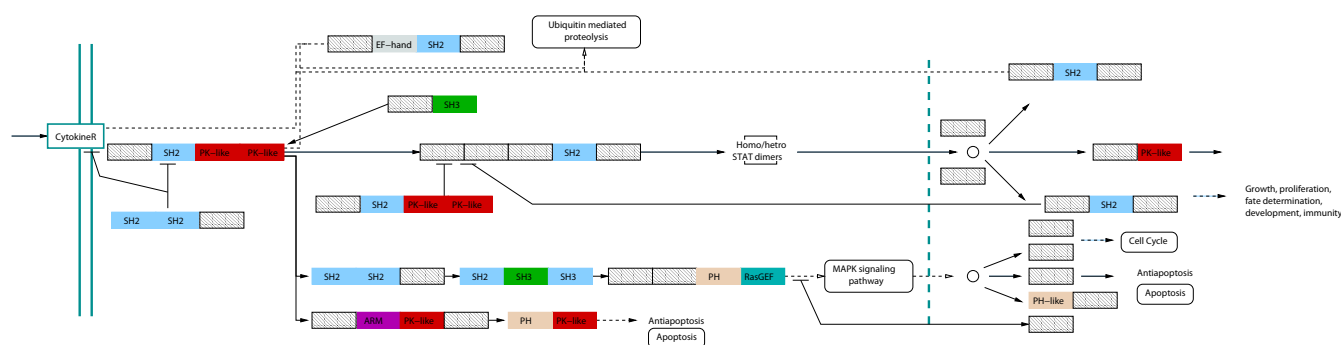 Ubiquitin mediated
proteolysis
EF-hand SH2
SH2
SH3
CytokineR
SH2 PK-like PK-like
SH2
Homo/hetro
STAT dimers
PK-like
SH2 PK-like PK-like
SH2
Growth, proliferation,
fate determination,
development, immunity
SH2 SH2
Cell Cycle
SH2 SH2
SH2 SH3 SH3
PH RasGEF
MAPK signaling
pathway
Antiapoptosis
Apoptosis
PH-like
ARM PK-like
PH PK-like
Antiapoptosis
Apoptosis